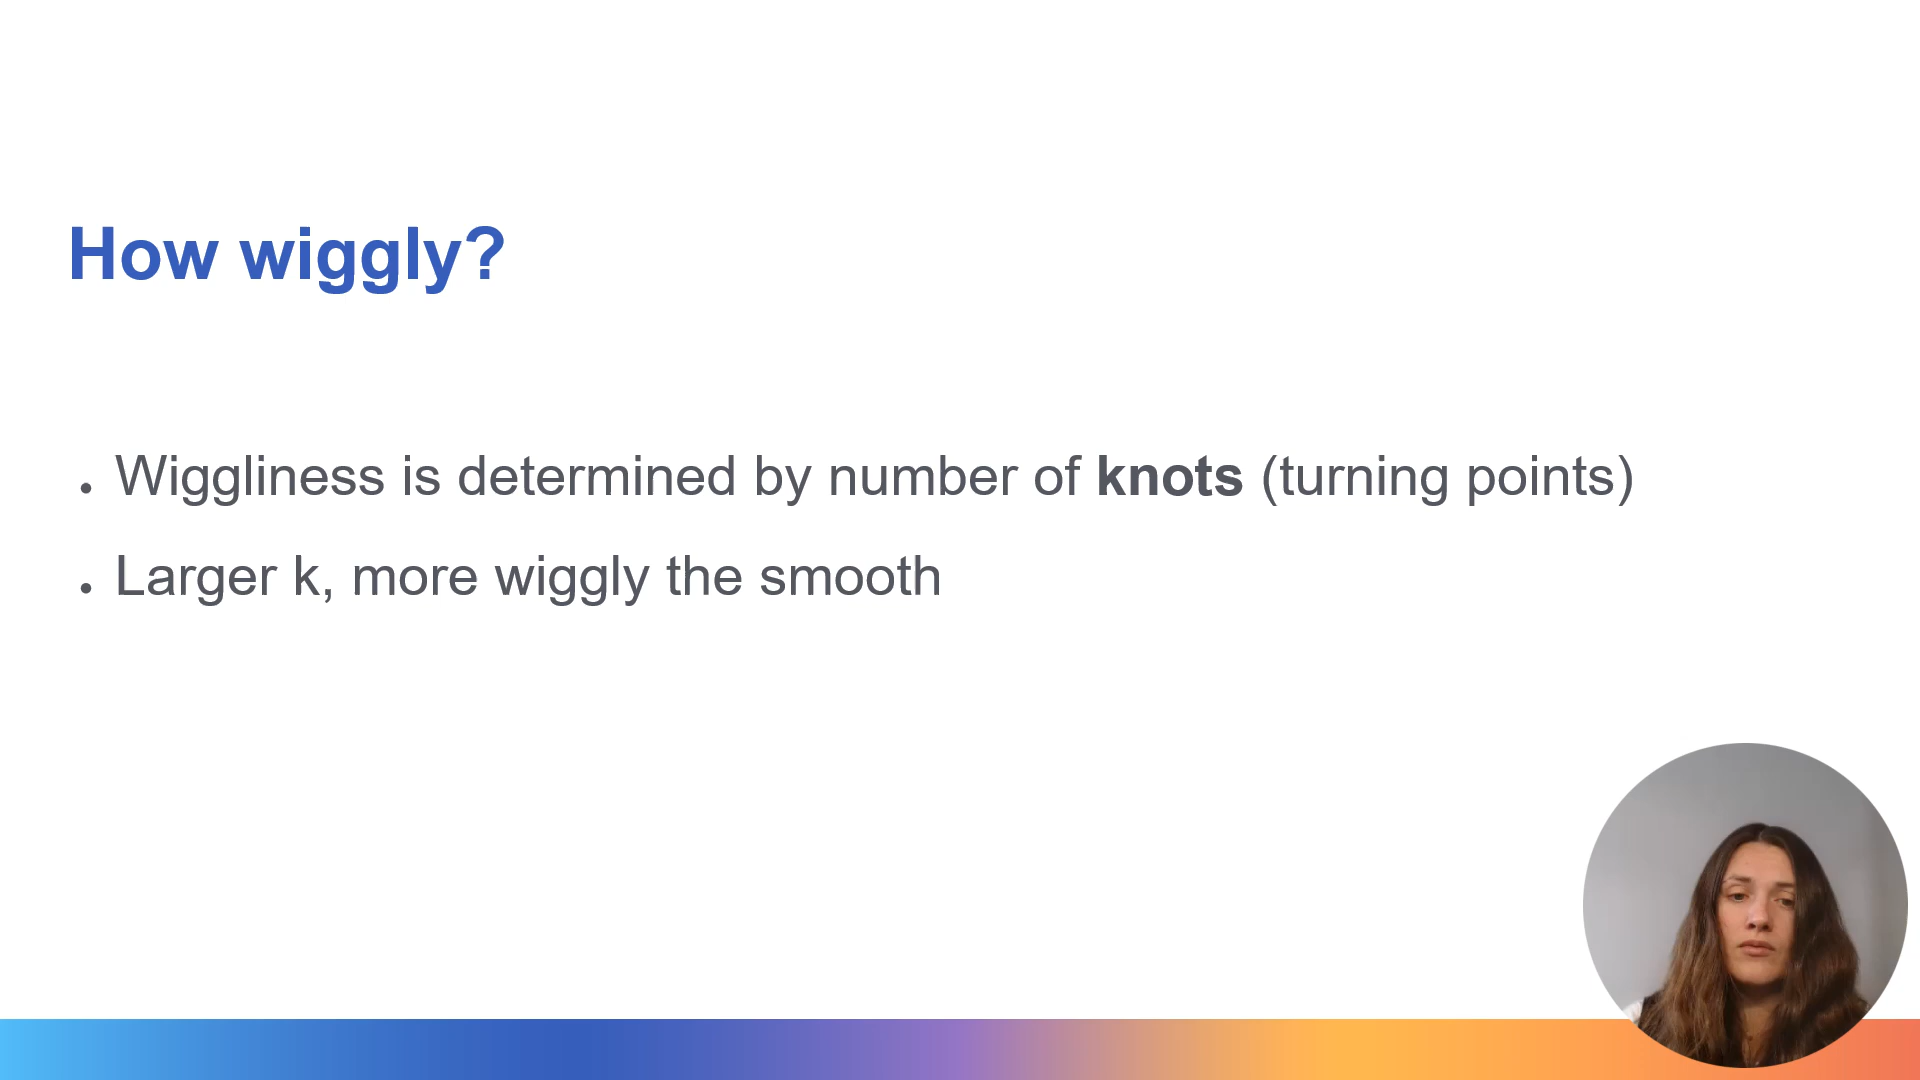 How wiggly?
• Wiggliness is determined by number of knots (turning points)
• Larger k, more wiggly the smooth